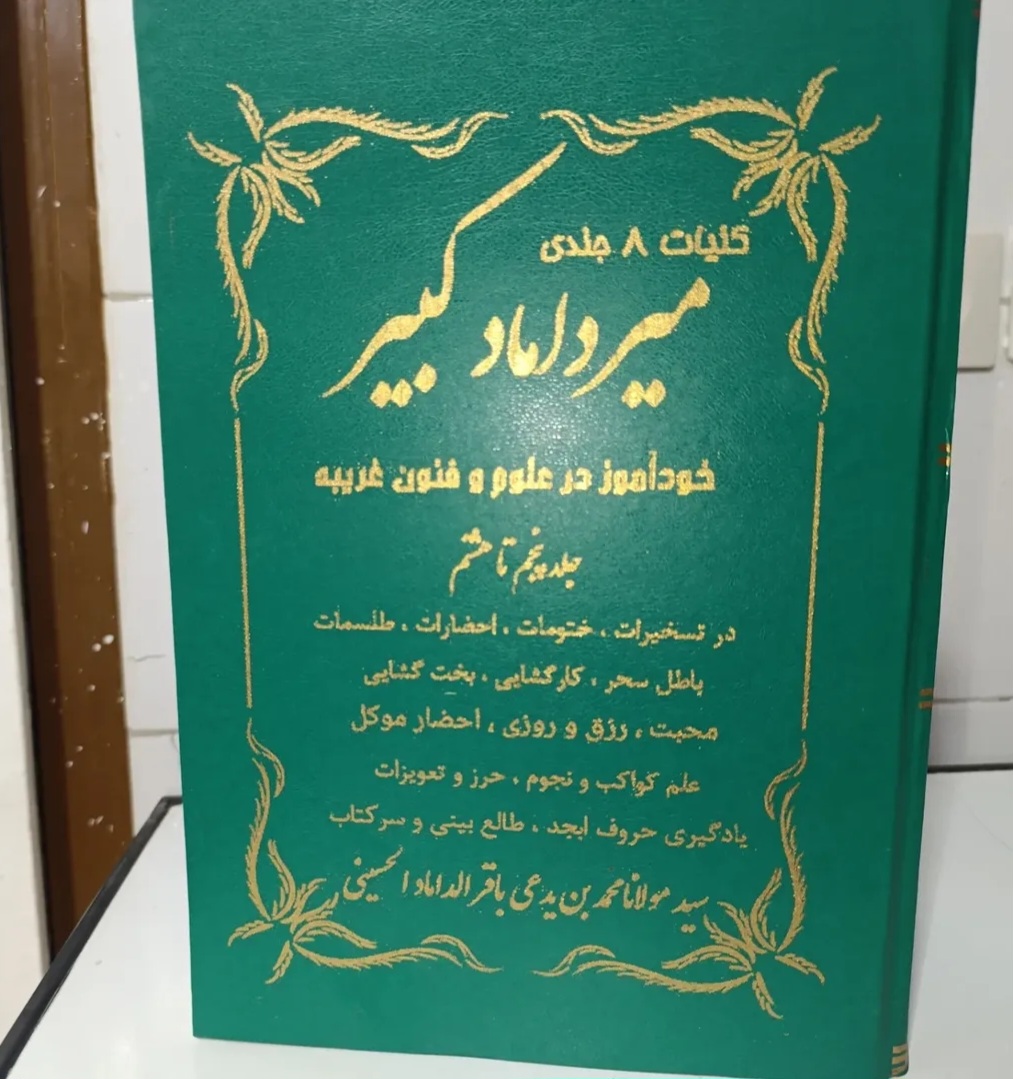 کلیات ۸ جلدی
میرداماد کبیر
خودآموز در علوم و فنون غریبه
جلد پنجم تا هشتم
در تسخیرات ، ختومات ، احضارات ، طلسمات
باطل سحر ، کارگشایی ، بخت گشایی
محبت ، رزق و روزی ، احضار موکل
علم کواکب و نجوم ، حرز و تعویزات
یادگیری حروف ابجد ، طالع بینی و سرکتاب
سید مولانا محمد بن یدعی باقر الداماد الحسینی